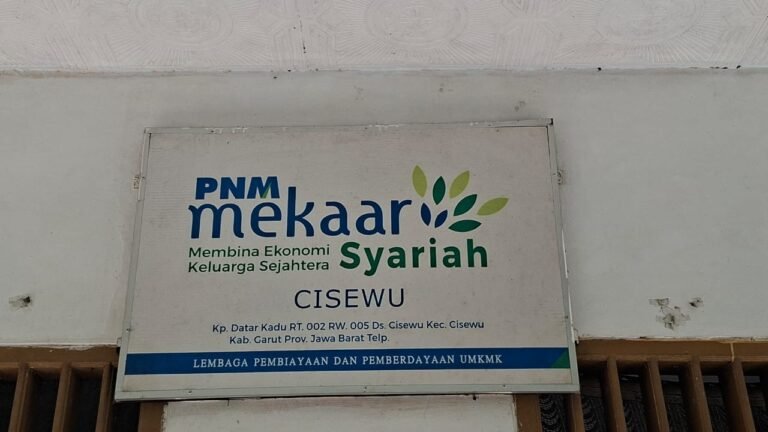 PNM
mekaar
Membina Ekonomi
Keluarga Sejahtera
Syariah
CISEWU
Kp. Datar Kadu RT. 002 RW. 005 Ds. Cisewu Kec. Cisewu
Kab. Garut Prov. Jawa Barat Telp.
LEMBAGA PEMBIAYAAN DAN PEMBERDAYAAN UMKMK